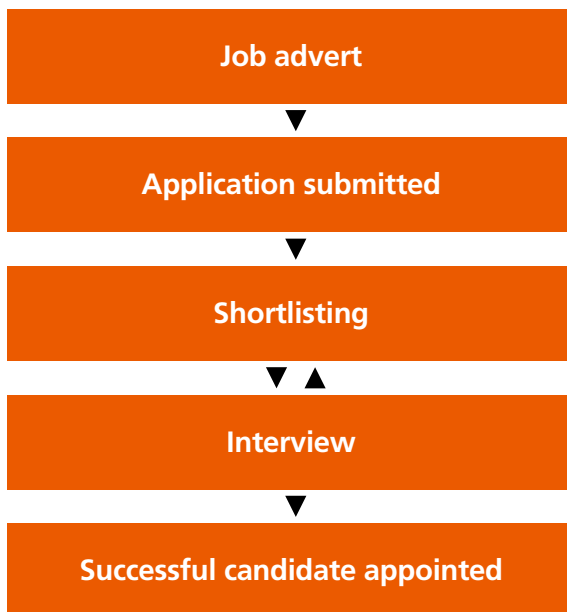 Job advert
Application submitted
Shortlisting
Interview
Successful candidate appointed